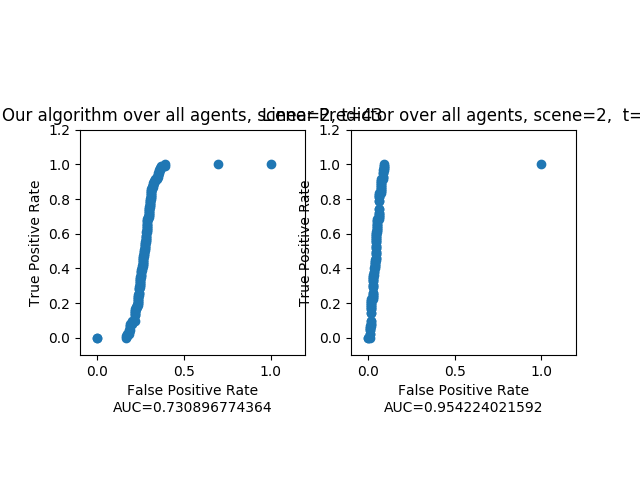 Our algorithm over all agents, scene=2, t=43
Linear Predictor over all agents, scene=2, t=
1.2
1.0
0.8
0.6
0.4
0.2
0.0
True Positive Rate
0.0 0.5 1.0
False Positive Rate
AUC=0.730896774364
1.2
1.0
0.8
0.6
0.4
0.2
0.0
True Positive Rate
0.0 0.5 1.0
False Positive Rate
AUC=0.954224021592